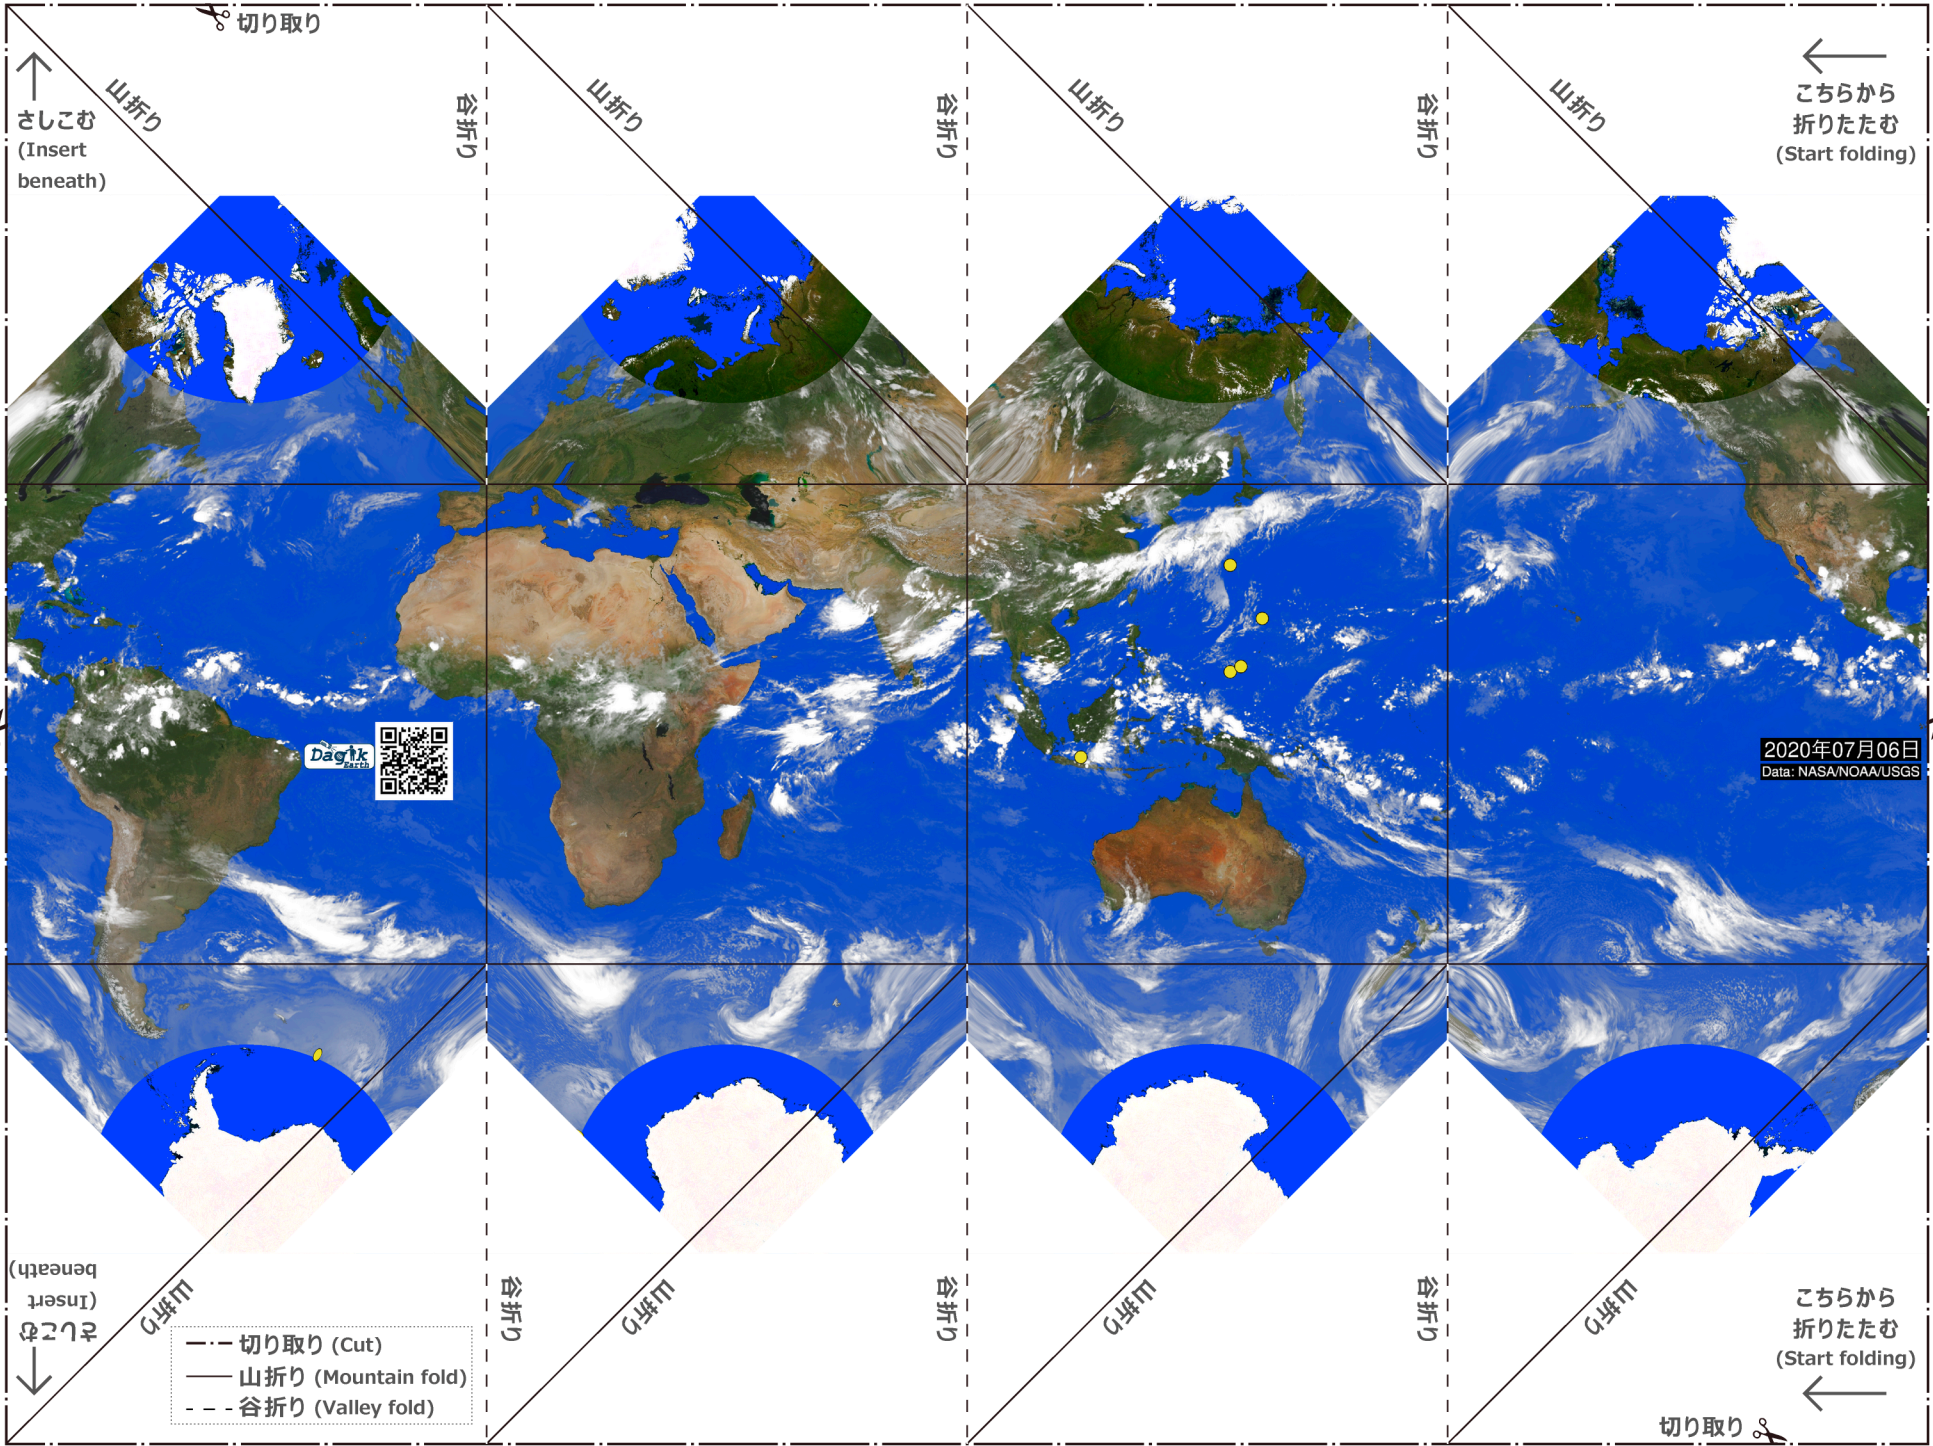 切り取り
さしこむ
(Insert
beneath)
山折り
谷折り
山折り
谷折り
山折り
谷折り
山折り
こちらから
折りたたむ
(Start folding)
Dagik
Earth
2020年07月06日
Data: NASA/NOAA/USGS
さしこむ
(Insert
beneath)
山折り
谷折り
山折り
谷折り
山折り
谷折り
山折り
こちらから
折りたたむ
(Start folding)
切り取り (Cut)
山折り (Mountain fold)
谷折り (Valley fold)
切り取り